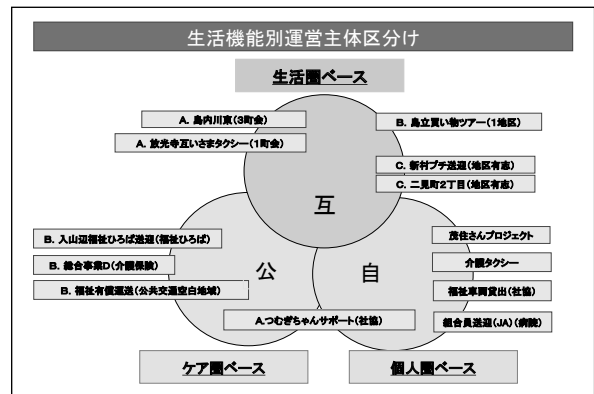 生活機能別運営主体区分け
生活圏ベース
A. 島内川東(3町会)
A. 放光寺互いさまタクシー(1町会)
B. 島立買い物ツアー(1地区)
C. 新村プチ送迎(地区有志)
C. 二見町2丁目(地区有志)
互
B. 入山辺福祉ひろば送迎(福祉ひろば)
B. 総合事業D(介護保険)
B. 福祉有償運送(公共交通空白地域)
公
自
茂住さんプロジェクト
介護タクシー
福祉車両貸出(社協)
組合員送迎(JA)(病院)
A.つむぎちゃんサポート(社協)
ケア圏ベース
個人圏ベース